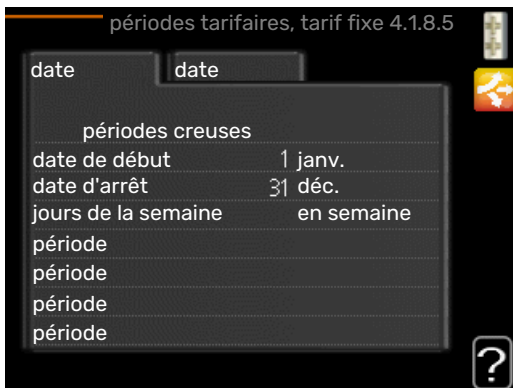 périodes tarifaires, tarif fixe 4.1.8.5
date
date
périodes creuses
date de début 1 janv.
date d'arrêt 31 déc.
jours de la semaine en semaine
période
période
période
période
?